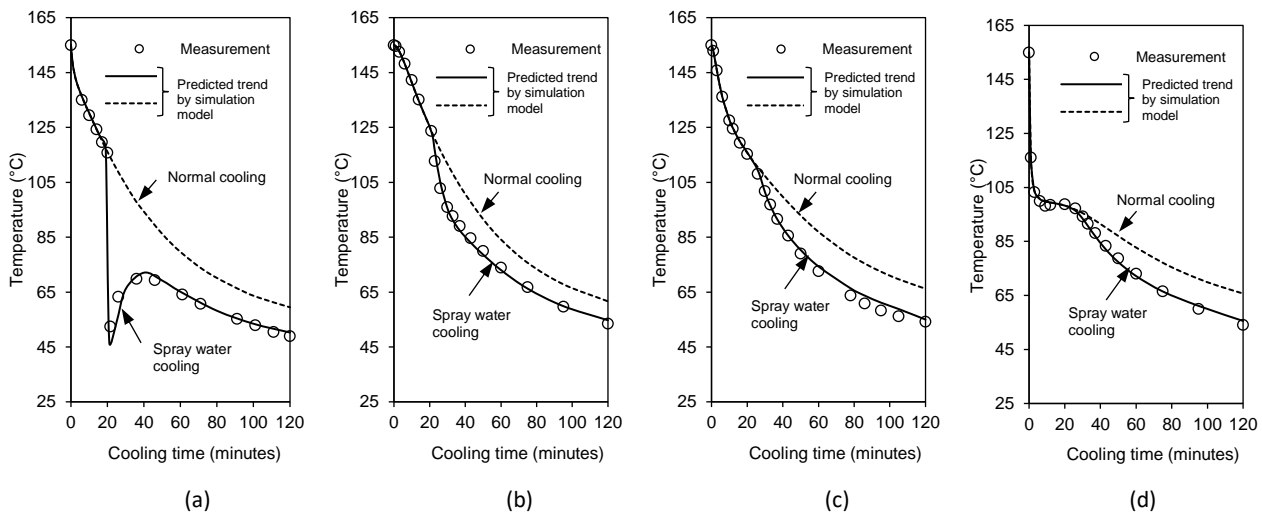 165
145
125
105
85
65
45
25
Temperature (°C)
Measurement
Predicted trend
by simulation
model
Normal cooling
Spray water
cooling
0 20 40 60 80 100 120
Cooling time (minutes)
(a)
165
145
125
105
85
65
45
25
Temperature (°C)
Measurement
Predicted trend
by simulation
model
Normal cooling
Spray water
cooling
0 20 40 60 80 100 120
Cooling time (minutes)
(b)
165
145
125
105
85
65
45
25
Temperature (°C)
Measurement
Predicted trend
by simulation
model
Normal cooling
Spray water
cooling
0 20 40 60 80 100 120
Cooling time (minutes)
(c)
165
145
125
105
85
65
45
25
Temperature (°C)
Measurement
Predicted trend
by simulation
model
Normal cooling
Spray water
cooling
0 20 40 60 80 100 120
Cooling time (minutes)
(d)